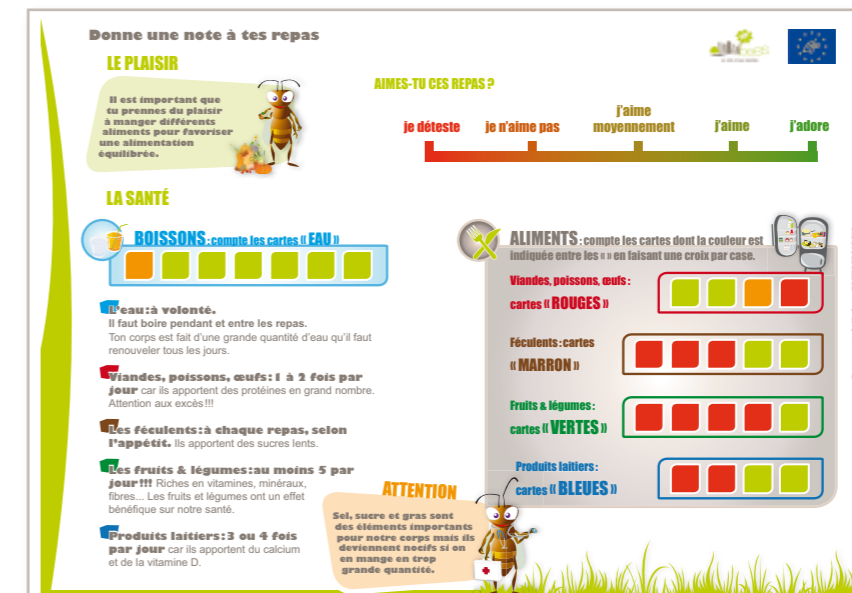 Donne une note à tes repas
LE PLAISIR
Il est important que
tu prennes du plaisir
à manger différents
aliments pour favoriser
une alimentation
équilibrée.
AIMES-TU CES REPAS ?
je déteste
je n'aime pas
j'aime
moyennement
j'aime
j'adore
LA SANTÉ
BOISSONS : compte les cartes « EAU »
L'eau : à volonté.
Il faut boire pendant et entre les repas.
Ton corps est fait d'une grande quantité d'eau qu'il faut
renouveler tous les jours.
Viandes, poissons, œufs : 1 à 2 fois par
jour car ils apportent des protéines en grand nombre.
Attention aux excès !!!
Les féculents : à chaque repas, selon
l'appétit. Ils apportent des sucres lents.
Les fruits & légumes : au moins 5 par
jour !!! Riches en vitamines, minéraux,
fibres... Les fruits et légumes ont un effet
bénéfique sur notre santé.
Produits laitiers : 3 ou 4 fois
par jour car ils apportent du calcium
et de la vitamine D.
ATTENTION
Sel, sucre et gras sont
des éléments importants
pour notre corps mais ils
deviennent nocifs si on
en mange en trop
grande quantité.
ALIMENTS : compte les cartes dont la couleur est
indiquée entre les « » en faisant une croix par case.
Viandes, poissons, œufs :
cartes « ROUGES »
Féculents : cartes
« MARRON »
Fruits & légumes :
cartes « VERTES »
Produits laitiers :
cartes « BLEUES »